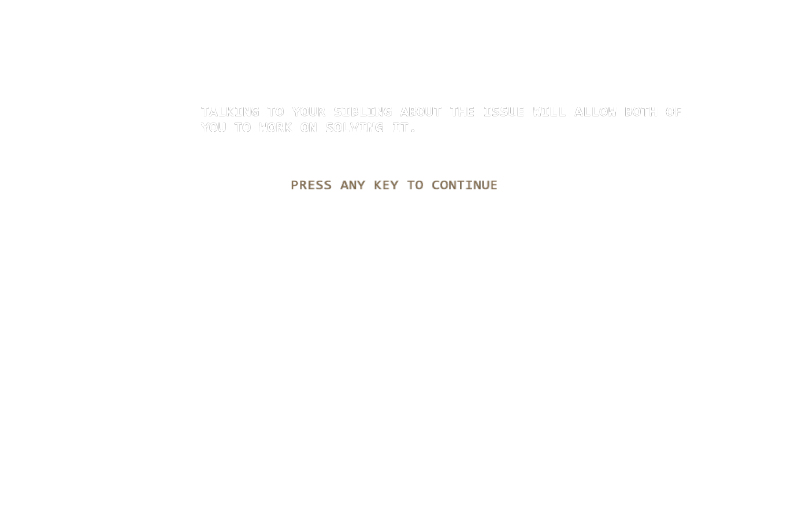 TALKING TO YOUR SIBLING ABOUT THE ISSUE WILL ALLOW BOTH OF
YOU TO WORK ON SOLVING IT.
PRESS ANY KEY TO CONTINUE